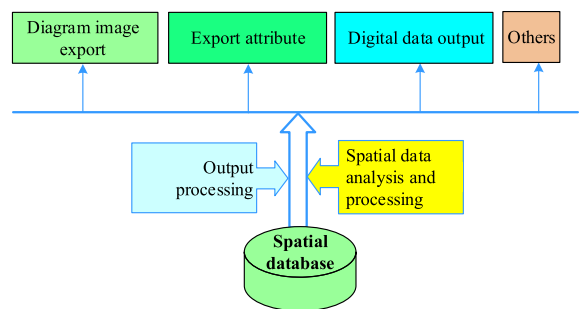 Diagram image
export
Export attribute
Digital data output
Others
Output
processing
Spatial data
analysis and
processing
Spatial
database